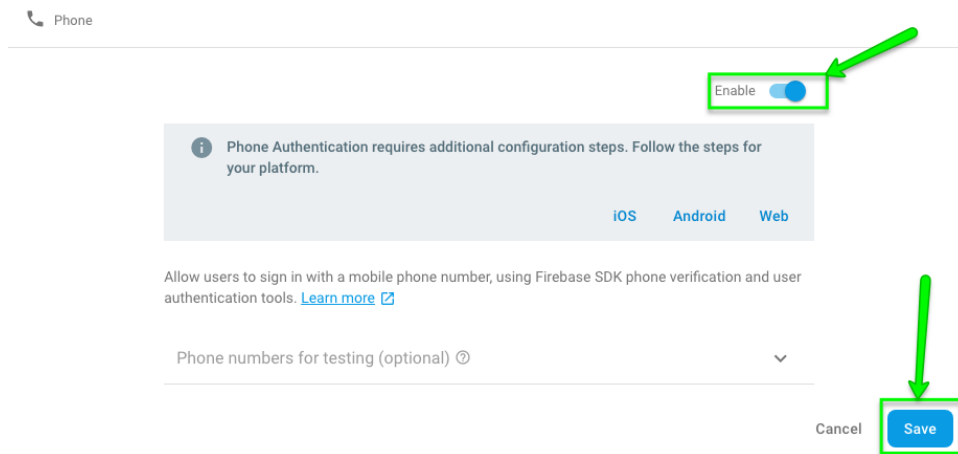 Phone
Enable
Phone Authentication requires additional configuration steps. Follow the steps for
your platform.
iOS Android Web
Allow users to sign in with a mobile phone number, using Firebase SDK phone verification and user
authentication tools. Learn more
Phone numbers for testing (optional)
Cancel Save